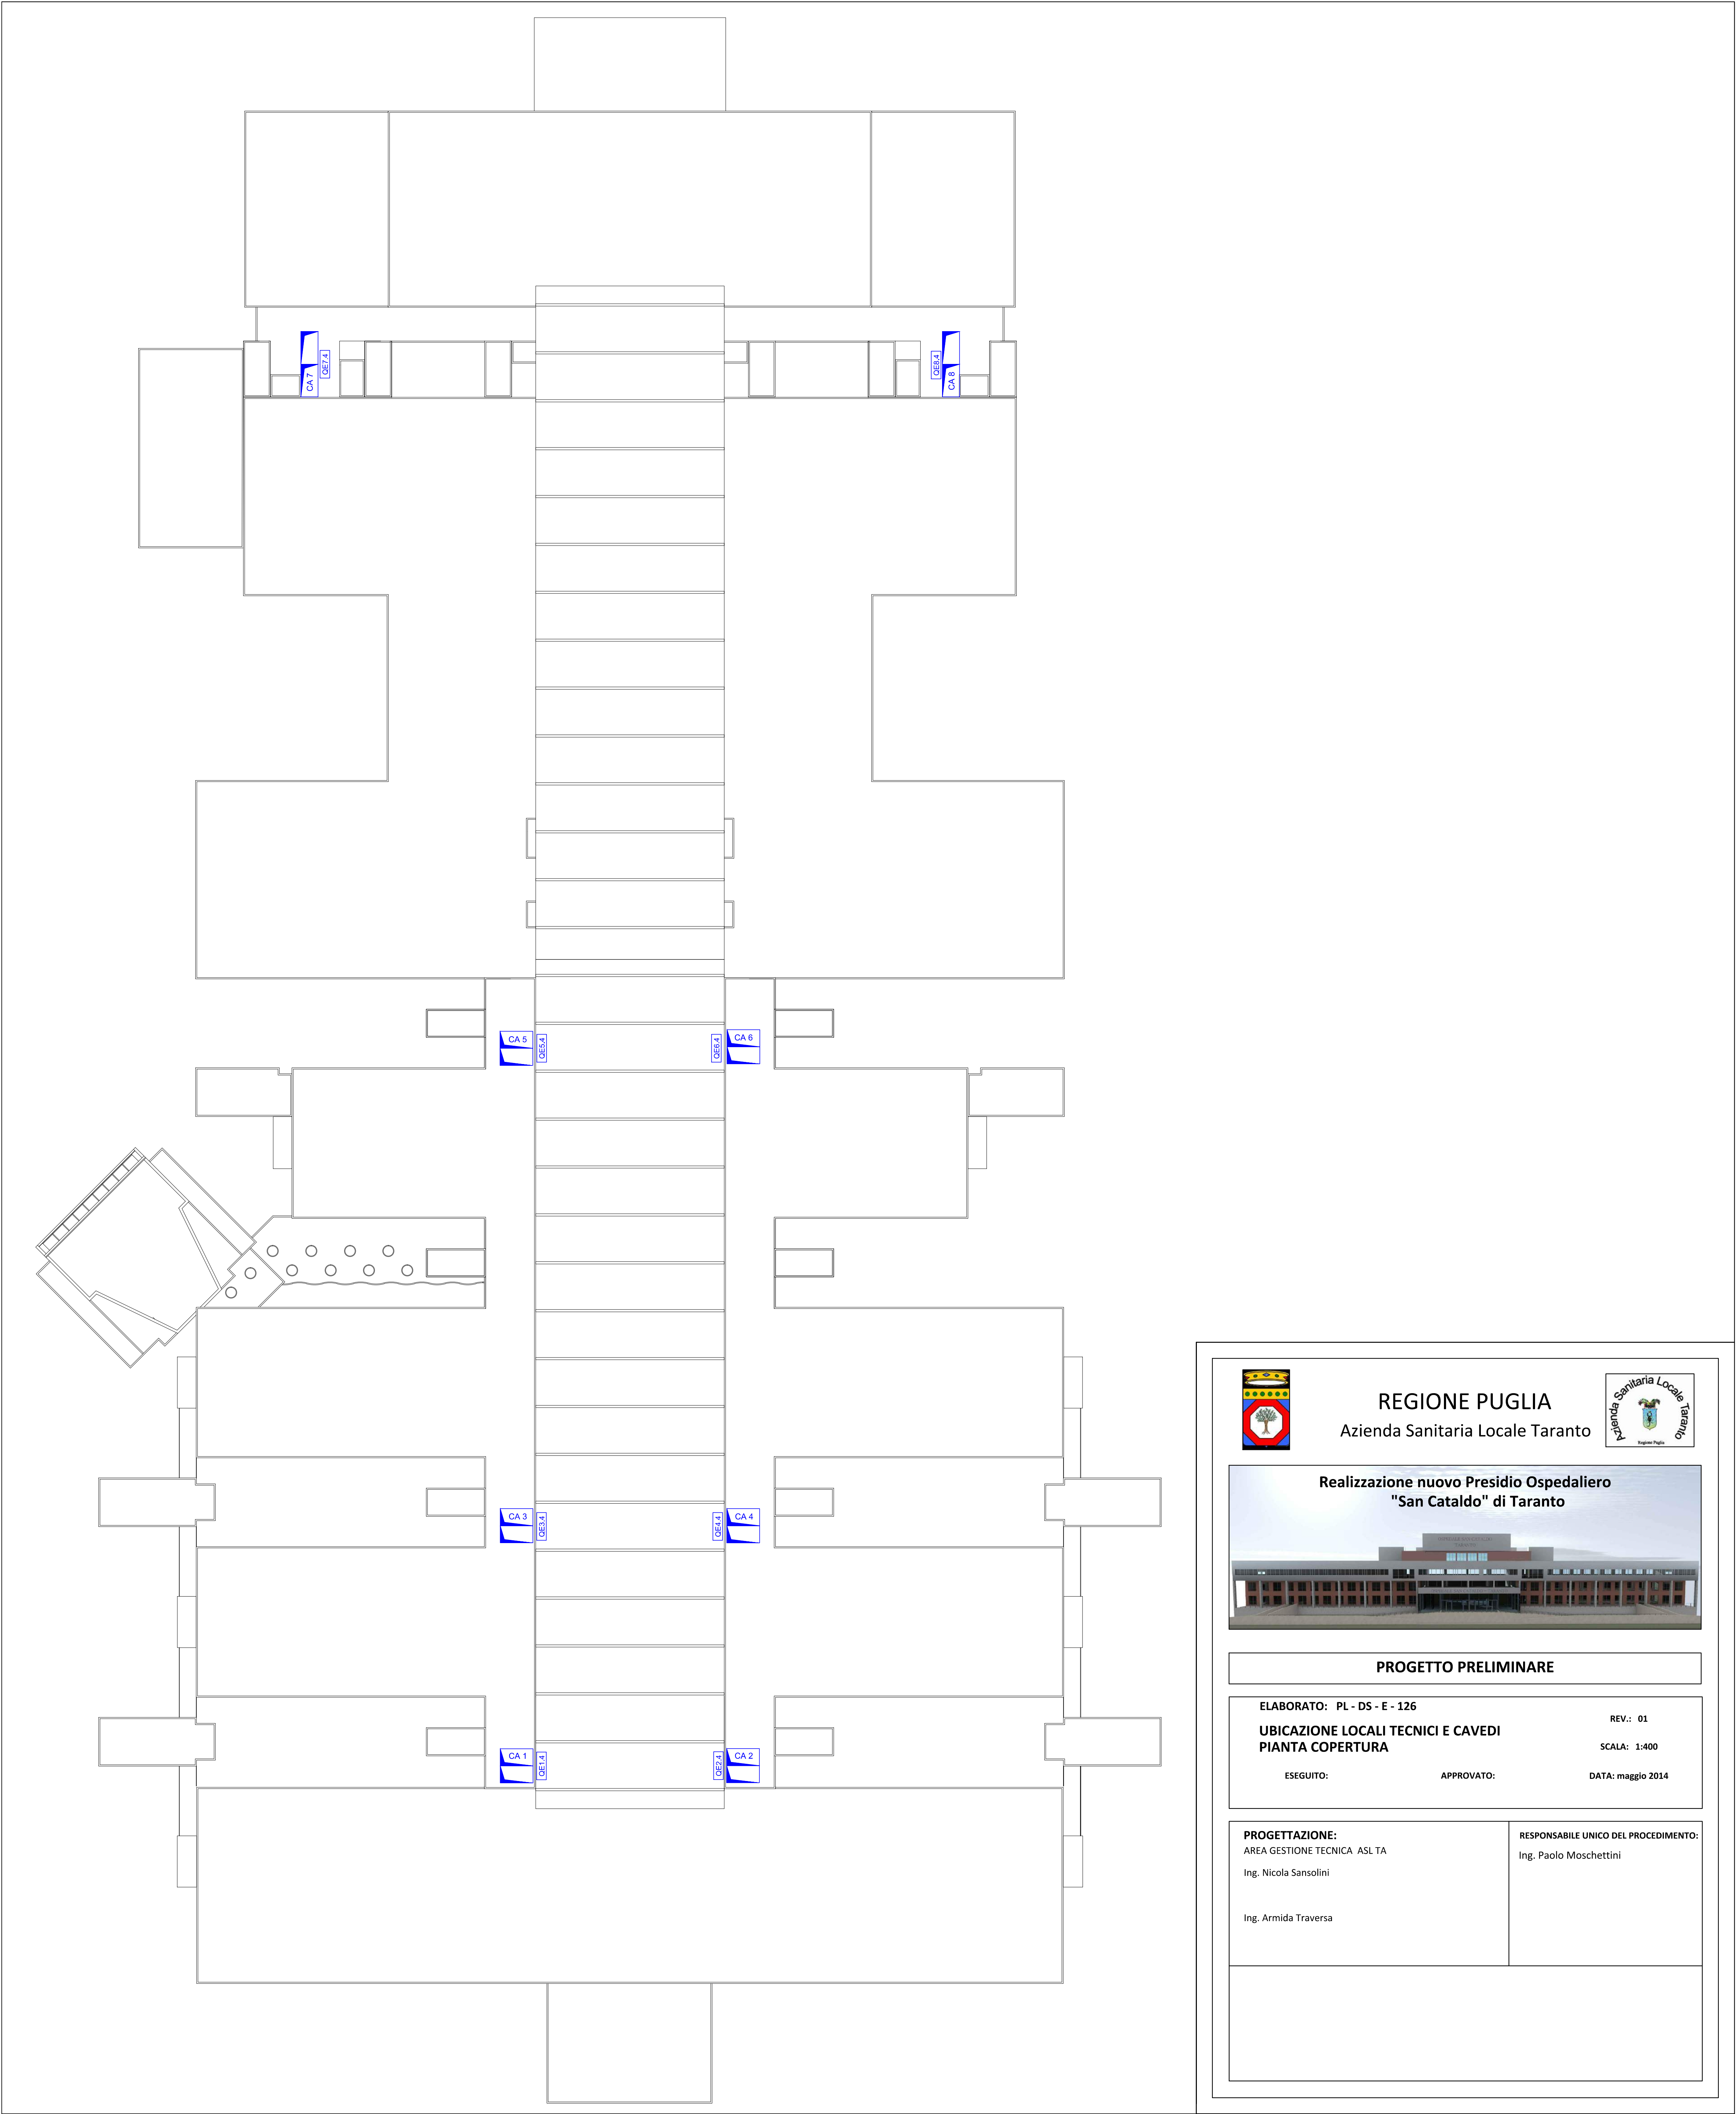 QE7,4
CA 7
QE8,4
CA 8
CA 5
QE5,4
QE6,4
CA 6
CA 3
QE3,4
QE4,4
CA 4
CA 1
QE1,4
QE2,4
CA 2
REGIONE PUGLIA
Azienda Sanitaria Locale Taranto
Azienda Sanitaria Locale Taranto
Regione Puglia
Realizzazione nuovo Presidio Ospedaliero
"San Cataldo" di Taranto
PROGETTO PRELIMINARE
ELABORATO: PL - DS - E - 126
REV.: 01
UBICAZIONE LOCALI TECNICI E CAVEDI
PIANTA COPERTURA
SCALA: 1:400
ESEGUITO: APPROVATO: DATA: maggio 2014
PROGETTAZIONE:
AREA GESTIONE TECNICA ASL TA
Ing. Nicola Sansolini
Ing. Armida Traversa
RESPONSABILE UNICO DEL PROCEDIMENTO:
Ing. Paolo Moschettini